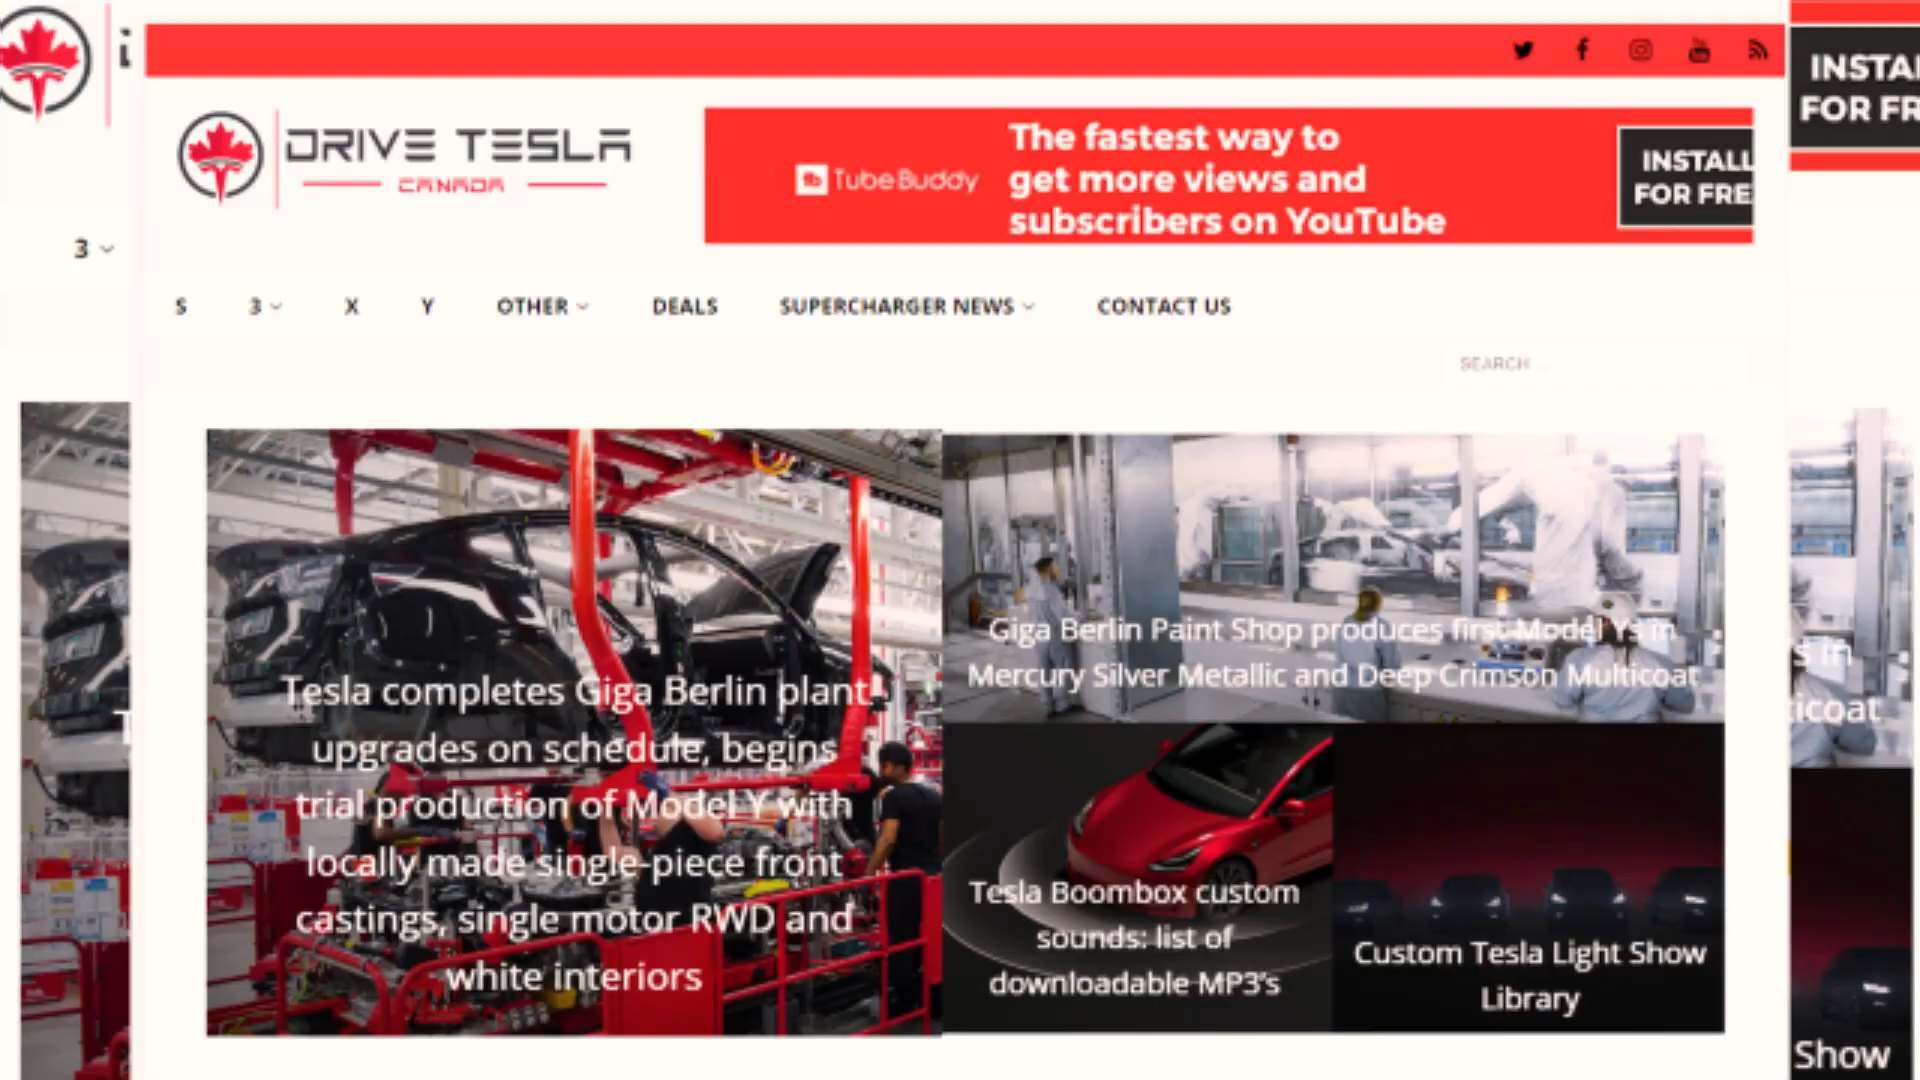 3
DRIVE TESLA
CANADA
TubeBuddy
The fastest way to
get more views and
subscribers on YouTube
INSTALL
FOR FREE
S 3 X Y OTHER DEALS SUPERCHARGER NEWS CONTACT US
SEARCH ...
Tesla completes Giga Berlin plant
upgrades on schedule, begins
trial production of Model Y with
locally made single-piece front
castings, single motor RWD and
white interiors
Giga Berlin Paint Shop produces first Model Ys in
Mercury Silver Metallic and Deep Crimson Multicoat
Tesla Boombox custom
sounds: list of
downloadable MP3's
Custom Tesla Light Show
Library
INSTA
FOR FR
s in
icoat
Show